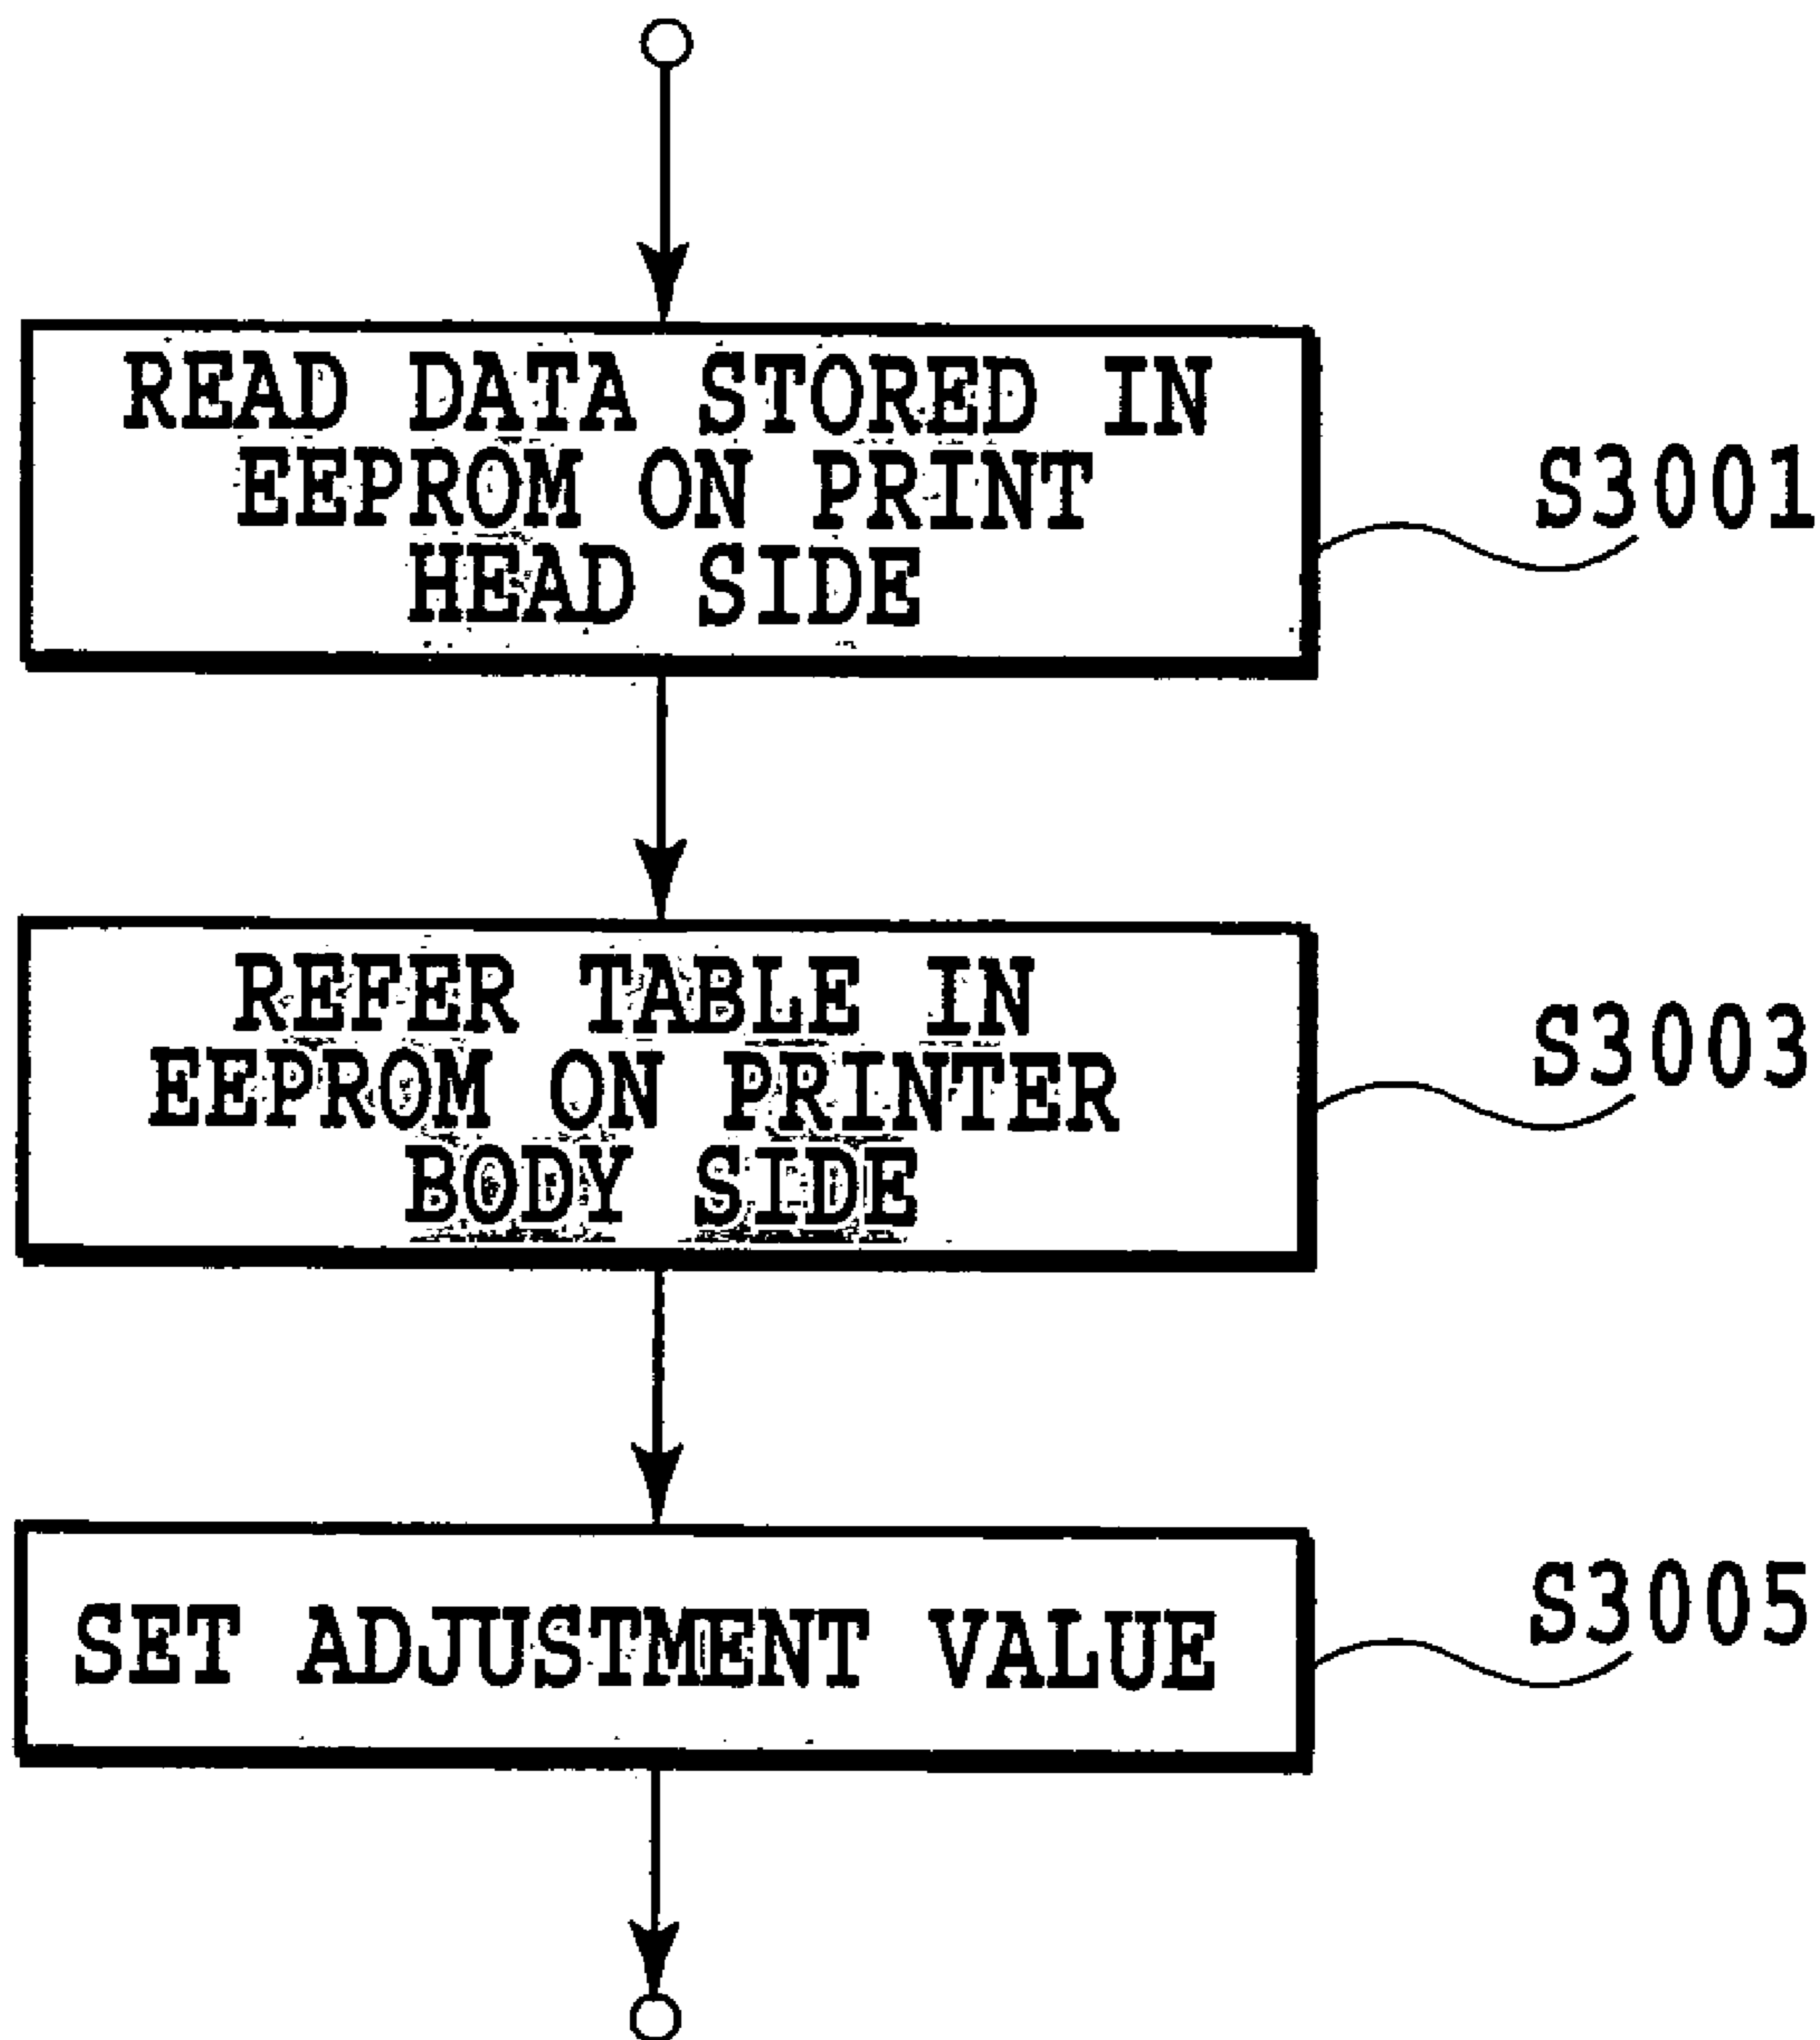 READ DATA STORED IN
EEPROM ON PRINT
HEAD SIDE
S3001
REFER TABLE IN
EEPROM ON PRINTER
BODY SIDE
S3003
SET ADJUSTMENT VALUE
S3005